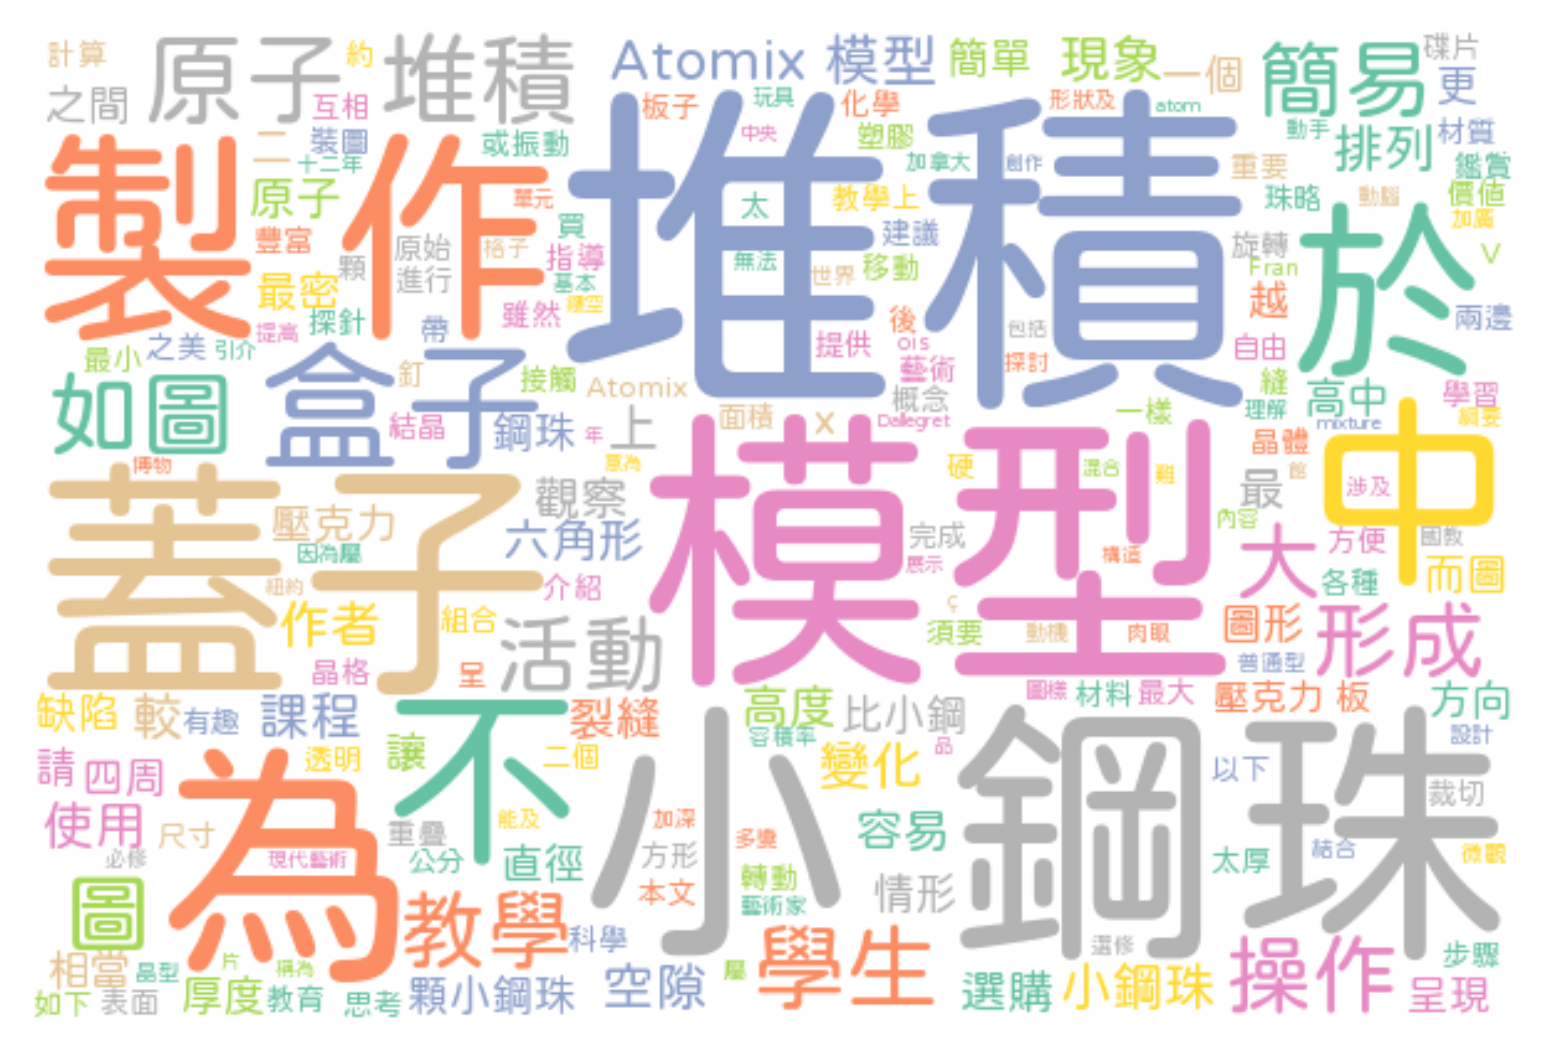 計算 原子 約 堆積 Atomix 模型 簡單 現象 一個 簡易 碟片
之間 互相 板子 玩具 化學 形狀及 atom 更
二 裝圖 或振動 中央 塑膠 動手 排列 材質
製作 十二年 堆積 加拿大 創作 重要 鑑賞
原子 單元 太 教學上 珠略 動腦 價值
豐富 原始 格子 買 建議 旋轉 於 加廣
顆 進行 指導 無法 世界 移動 Fran V
最密 基本 鏤空 越
提高 探針 帶 雖然 後 包括 兩邊
最小 之美 引介 提供 ois 探討 自由
如圖 盒子 釘 接觸 Atomix 藝術 概念 縫 高中 學習
結晶 鋼珠 年 上 面積 x Dallegret 一樣 理解 mixture 綱要
博物 意為 模型 硬 混合 難 晶體 館 中 涉及
蓋子 壓克力 觀察 最
因為屬 六角形 完成 構造 內容 大 方便 國教
紐約 介紹 展示 各種 而圖
作者 組合 活動 ç 須要 動機 肉眼 圖形 形成
晶格 呈 普通型
缺陷 較 有趣 課程 不 裂縫 高度 比小鋼 圖樣 材料 最大 壓克力 板 方向
讓 容積率 品 設計
請 四周 透明 二個 小 變化 鋼珠 以下
使用 尺寸 為 重疊 能及 加深 多變 容易 裁切
必修 現代藝術 公分 直徑 方形 太厚 結合 微觀
圖 本文 轉動 情形
教學 藝術家
科學 選修 步驟
相當 晶型 片 稱為 空隙 屬 學生 操作
如下 表面 厚度 教育 思考 顆小鋼珠 選購 小鋼珠 呈現